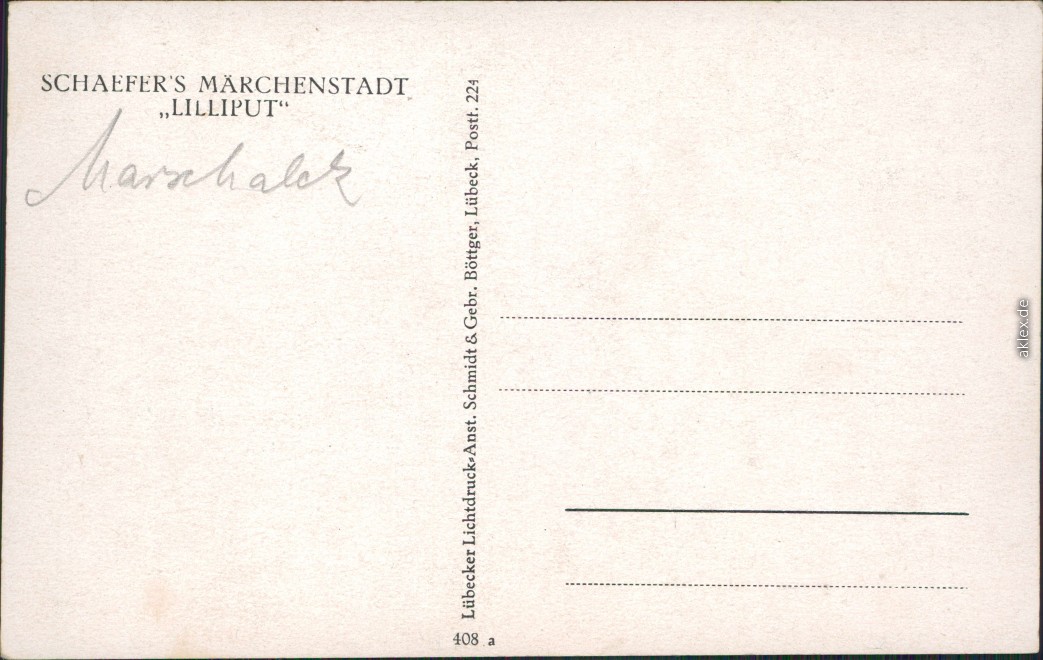 SCHAEFER'S MÄRCHENSTADT
„LILLIPUT“
Marschalck
Lübecker Lichtdruck-Anst. Schmidt & Gebr. Böttger, Lübeck, Postf. 224
408 a
aklex.de